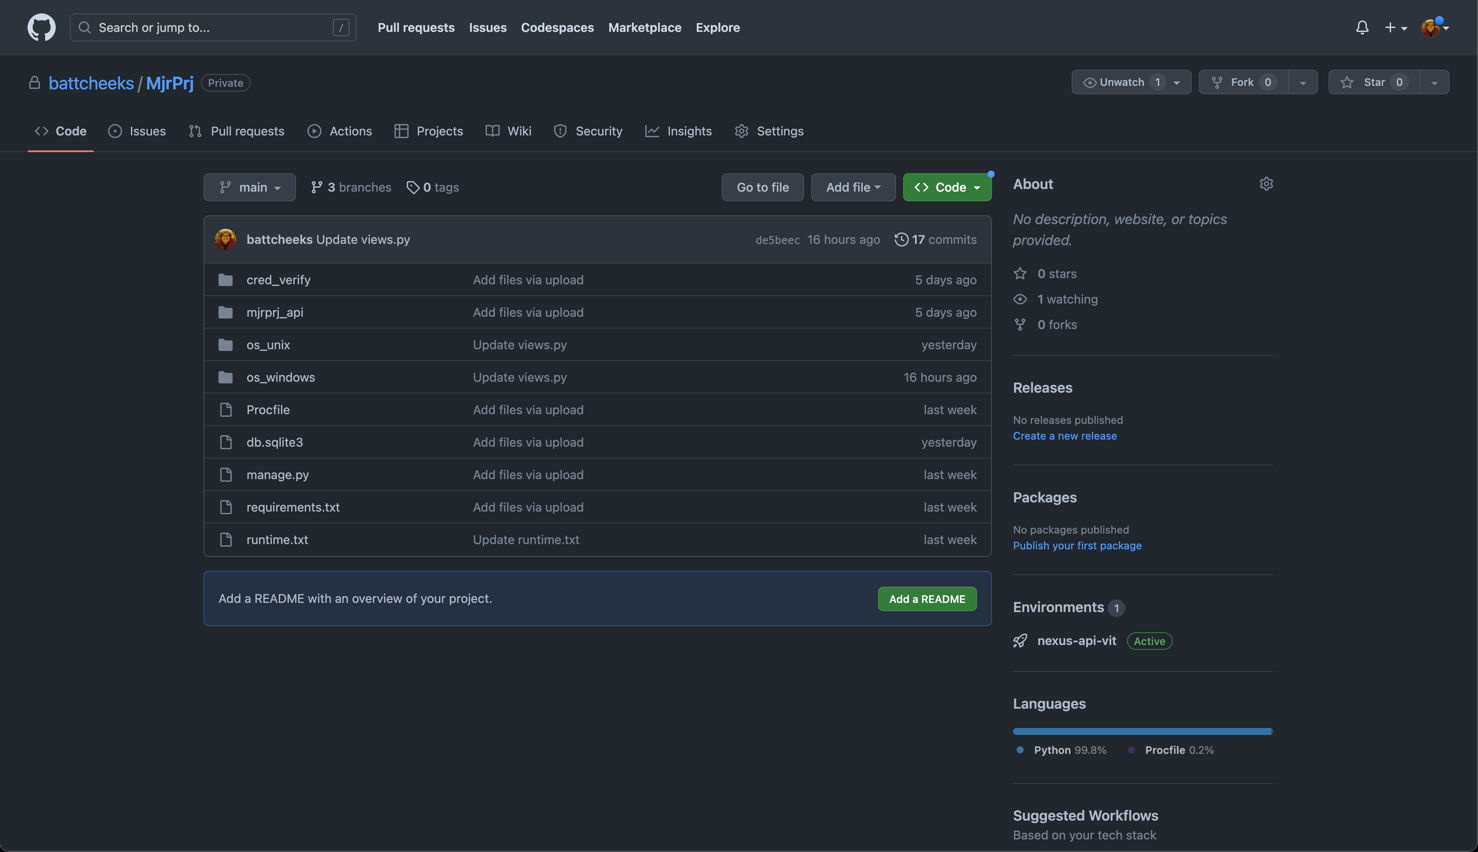 Search or jump to... /
Pull requests Issues Codespaces Marketplace Explore
battcheeks / MjrPrj Private
Unwatch 1 Fork 0 Star 0
Code Issues Pull requests Actions Projects Wiki Security Insights Settings
main 3 branches 0 tags Go to file Add file Code
battcheeks Update views.py de5beec 16 hours ago 17 commits
cred_verify Add files via upload 5 days ago
mjrprj_api Add files via upload 5 days ago
os_unix Update views.py yesterday
os_windows Update views.py 16 hours ago
Procfile Add files via upload last week
db.sqlite3 Add files via upload yesterday
manage.py Add files via upload last week
requirements.txt Add files via upload last week
runtime.txt Update runtime.txt last week
Add a README with an overview of your project. Add a README
About
No description, website, or topics
provided.
0 stars
1 watching
0 forks
Releases
No releases published
Create a new release
Packages
No packages published
Publish your first package
Environments 1
nexus-api-vit Active
Languages
Python 99.8% Procfile 0.2%
Suggested Workflows
Based on your tech stack